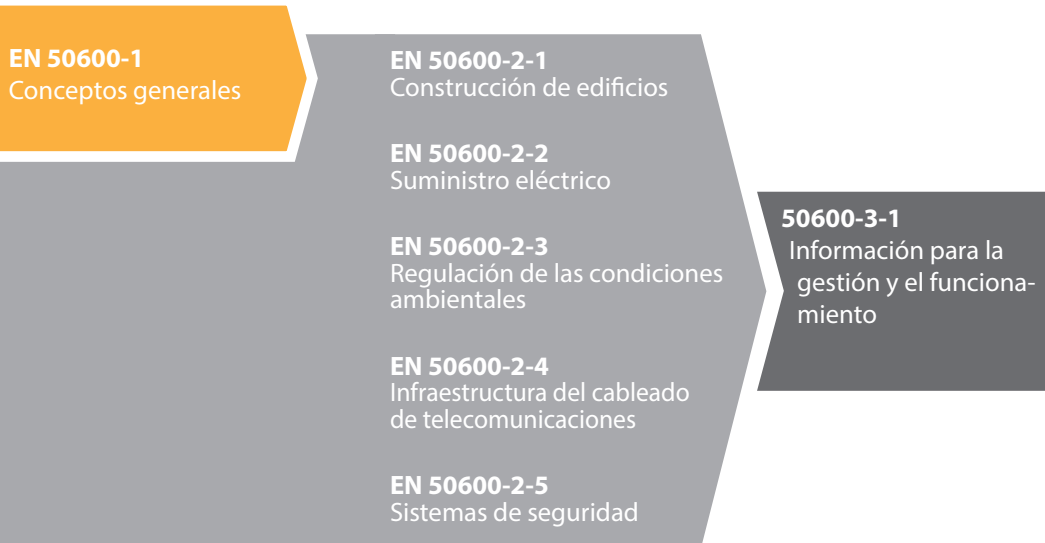 EN 50600-1
Conceptos generales
EN 50600-2-1
Construcción de edificios
EN 50600-2-2
Suministro eléctrico
EN 50600-2-3
Regulación de las condiciones
ambientales
EN 50600-2-4
Infraestructura del cableado
de telecomunicaciones
EN 50600-2-5
Sistemas de seguridad
50600-3-1
Información para la
gestión y el funciona-
miento